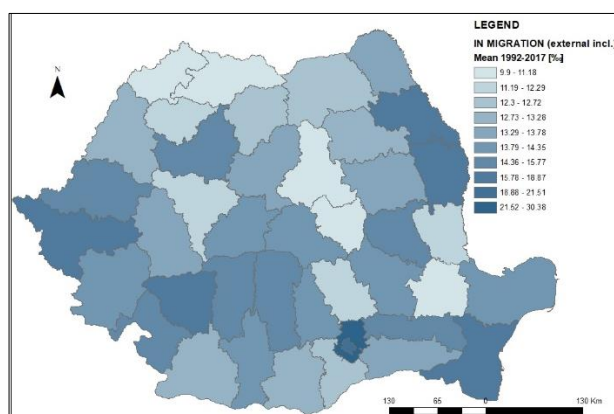 LEGEND
IN MIGRATION (external incl.)
Mean 1992-2017 [‰]
9.9 - 11.18
11.19 - 12.29
12.3 - 12.72
12.73 - 13.28
13.29 - 13.78
13.79 - 14.35
14.36 - 15.77
15.78 - 18.87
18.88 - 21.51
21.52 - 30.38
N
130 65 0 130 Km